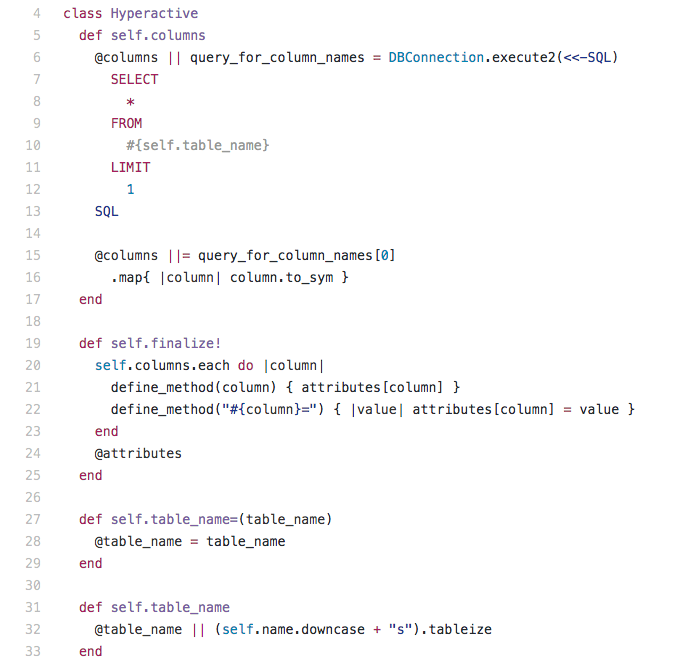 4 class Hyperactive
5 def self.columns
6 @columns || query_for_column_names = DBConnection.execute2(<<-SQL)
7 SELECT
8 *
9 FROM
10 #{self.table_name}
11 LIMIT
12 1
13 SQL
14
15 @columns ||= query_for_column_names[0]
16 .map{ |column| column.to_sym }
17 end
18
19 def self.finalize!
20 self.columns.each do |column|
21 define_method(column) { attributes[column] }
22 define_method("#{column}=") { |value| attributes[column] = value }
23 end
24 @attributes
25 end
26
27 def self.table_name=(table_name)
28 @table_name = table_name
29 end
30
31 def self.table_name
32 @table_name || (self.name.downcase + "s").tableize
33 end